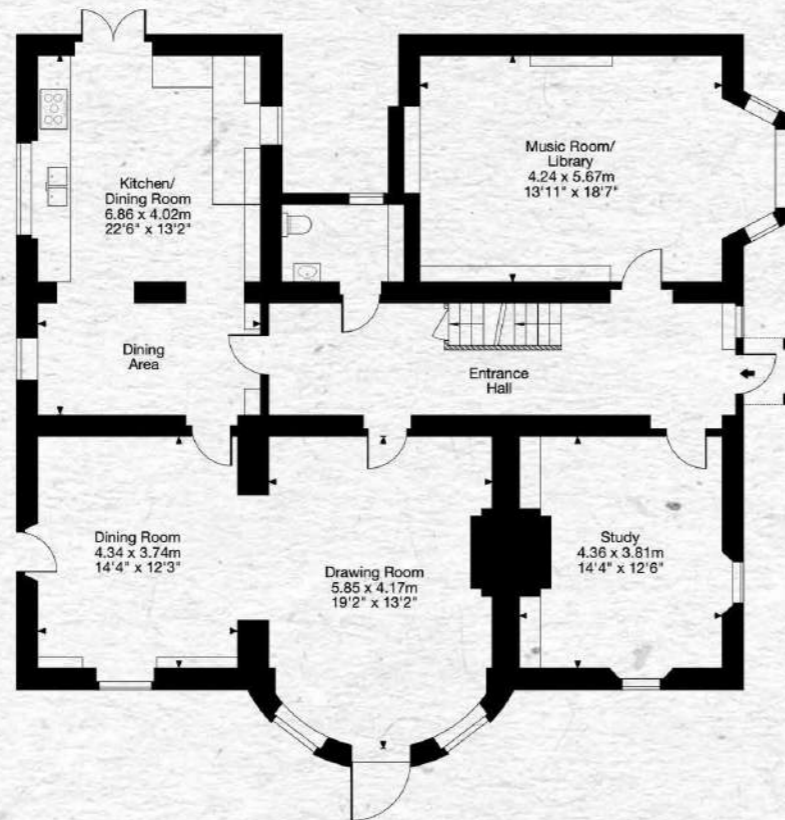 Kitchen/
Dining Room
6.86 x 4.02m
22'6" x 13'2"
Music Room/
Library
4.24 x 5.67m
13'11" x 18'7"
Dining
Area
Entrance
Hall
Dining Room
4.34 x 3.74m
14'4" x 12'3"
Drawing Room
5.85 x 4.17m
19'2" x 13'2"
Study
4.36 x 3.81m
14'4" x 12'6"